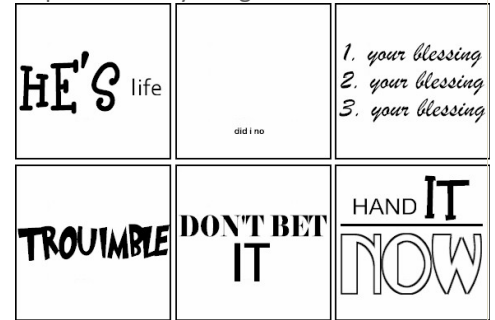 HE'S life
did i no
1. your blessing
2. your blessing
3. your blessing
TROUIMBLE
DON'T BET
IT
HAND IT
NOW